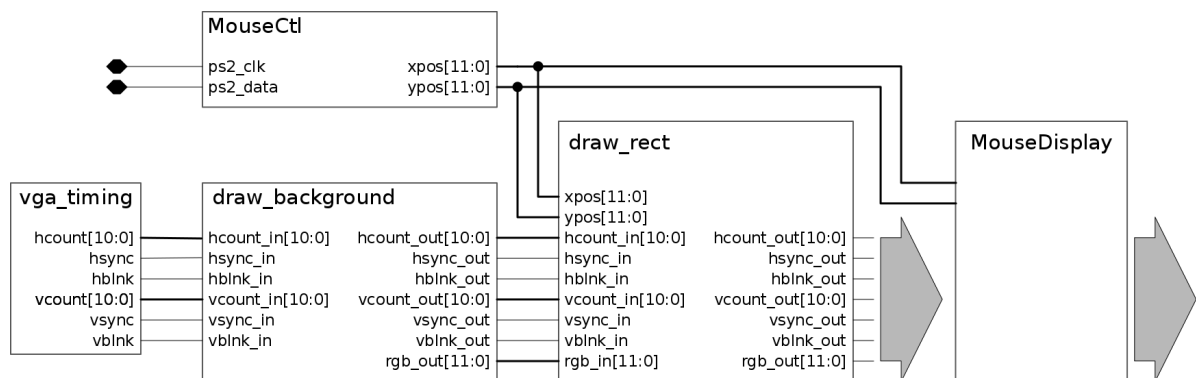 MouseCtl
ps2_clk
ps2_data
xpos[11:0]
ypos[11:0]
vga_timing
hcount[10:0]
hsync
hblnk
vcount[10:0]
vsync
vblnk
draw_background
hcount_in[10:0]
hsync_in
hblnk_in
vcount_in[10:0]
vsync_in
vblnk_in
hcount_out[10:0]
hsync_out
hblnk_out
vcount_out[10:0]
vsync_out
vblnk_out
rgb_out[11:0]
draw_rect
xpos[11:0]
ypos[11:0]
hcount_in[10:0]
hsync_in
hblnk_in
vcount_in[10:0]
vsync_in
vblnk_in
rgb_in[11:0]
hcount_out[10:0]
hsync_out
hblnk_out
vcount_out[10:0]
vsync_out
vblnk_out
rgb_out[11:0]
MouseDisplay